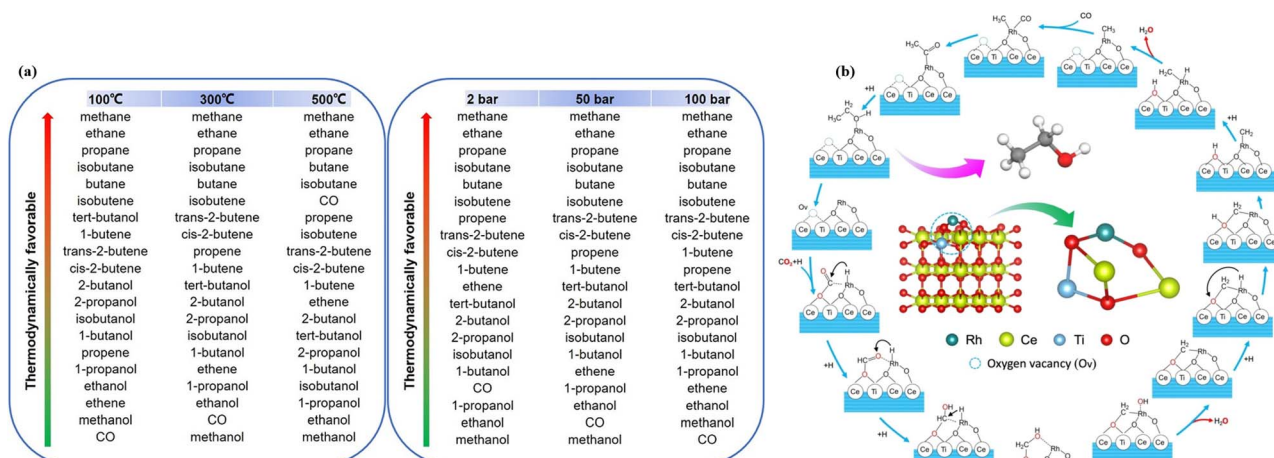 (a)
Thermodynamically favorable
100℃ 300℃ 500℃
methane methane methane
ethane ethane ethane
propane propane propane
isobutane isobutane butane
butane butane isobutane
isobutene isobutene CO
tert-butanol trans-2-butene propene
1-butene cis-2-butene isobutene
trans-2-butene propene trans-2-butene
cis-2-butene 1-butene cis-2-butene
2-butanol tert-butanol 1-butene
2-propanol 2-butanol ethene
isobutanol 2-propanol 2-butanol
1-butanol isobutanol tert-butanol
propene 1-butanol 2-propanol
1-propanol ethene 1-butanol
ethanol 1-propanol isobutanol
ethene ethanol 1-propanol
methanol CO ethanol
CO methanol methanol
Thermodynamically favorable
2 bar 50 bar 100 bar
methane methane methane
ethane ethane ethane
propane propane propane
isobutane isobutane isobutane
butane butane butane
isobutene isobutene isobutene
propene trans-2-butene trans-2-butene
trans-2-butene cis-2-butene cis-2-butene
cis-2-butene propene 1-butene
1-butene 1-butene propene
ethene tert-butanol tert-butanol
tert-butanol 2-butanol 2-butanol
2-butanol 2-propanol 2-propanol
2-propanol isobutanol isobutanol
isobutanol 1-butanol 1-butanol
1-butanol ethene 1-propanol
CO 1-propanol ethene
1-propanol ethanol ethanol
ethanol CO methanol
methanol methanol CO
(b)
CO
H₂O
+H
+H
Ov
CO₂+H
+H
+H
+H
H₂O
Rh Ce Ti O
Oxygen vacancy (Ov)